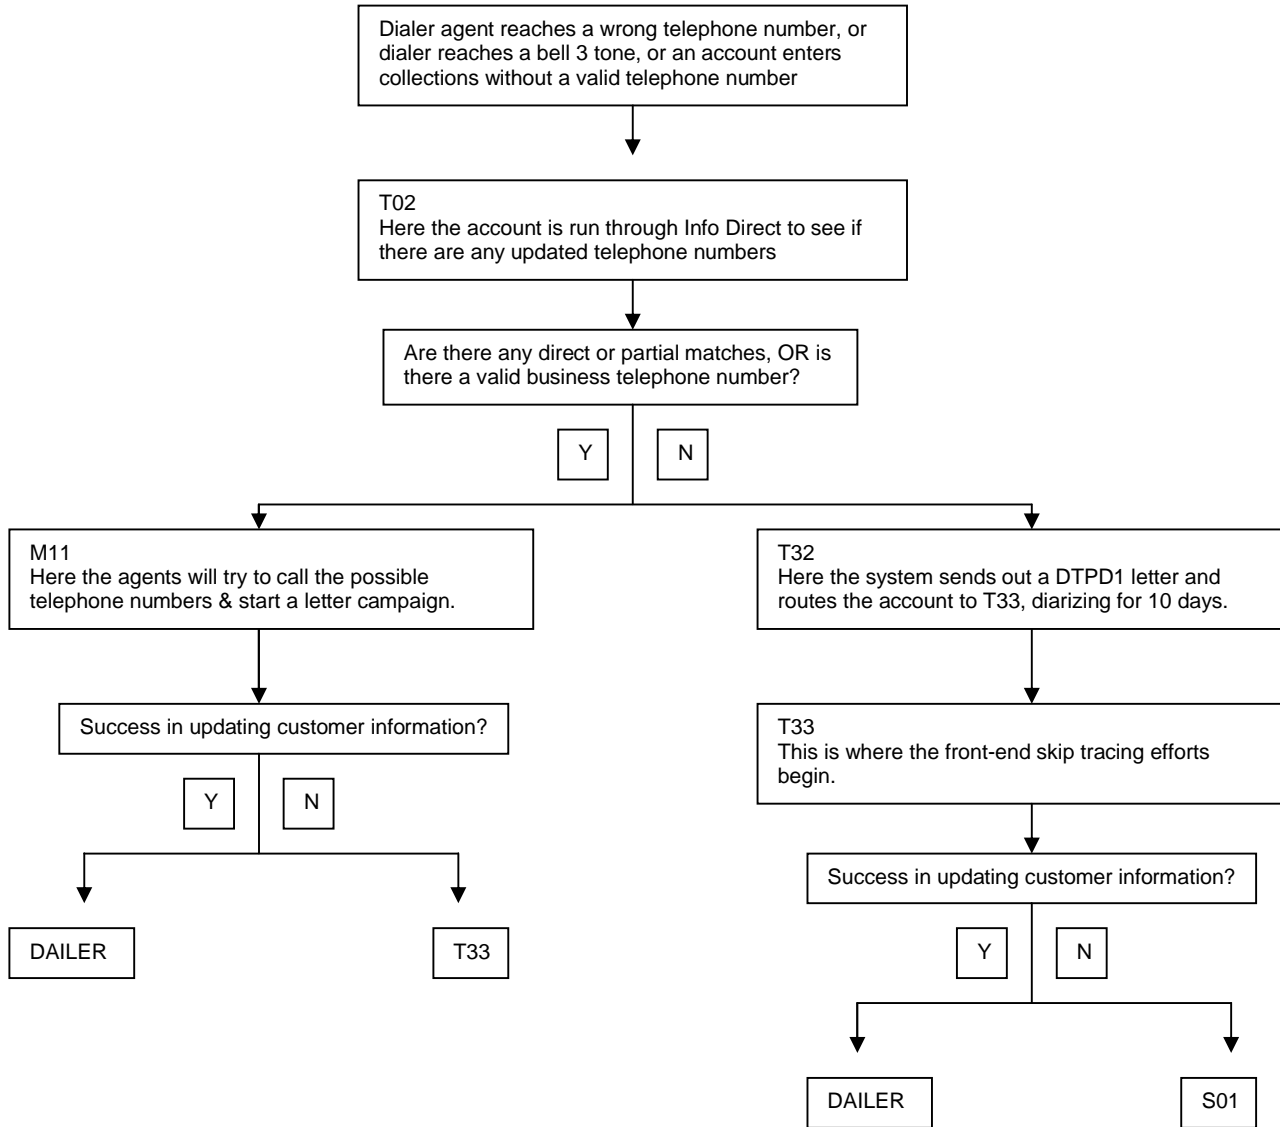 Dialer agent reaches a wrong telephone number, or
dialer reaches a bell 3 tone, or an account enters
collections without a valid telephone number
T02
Here the account is run through Info Direct to see if
there are any updated telephone numbers
Are there any direct or partial matches, OR is
there a valid business telephone number?
Y
N
M11
Here the agents will try to call the possible
telephone numbers & start a letter campaign.
Success in updating customer information?
Y
N
DAILER
T33
T32
Here the system sends out a DTPD1 letter and
routes the account to T33, diarizing for 10 days.
T33
This is where the front-end skip tracing efforts
begin.
Success in updating customer information?
Y
N
DAILER
S01